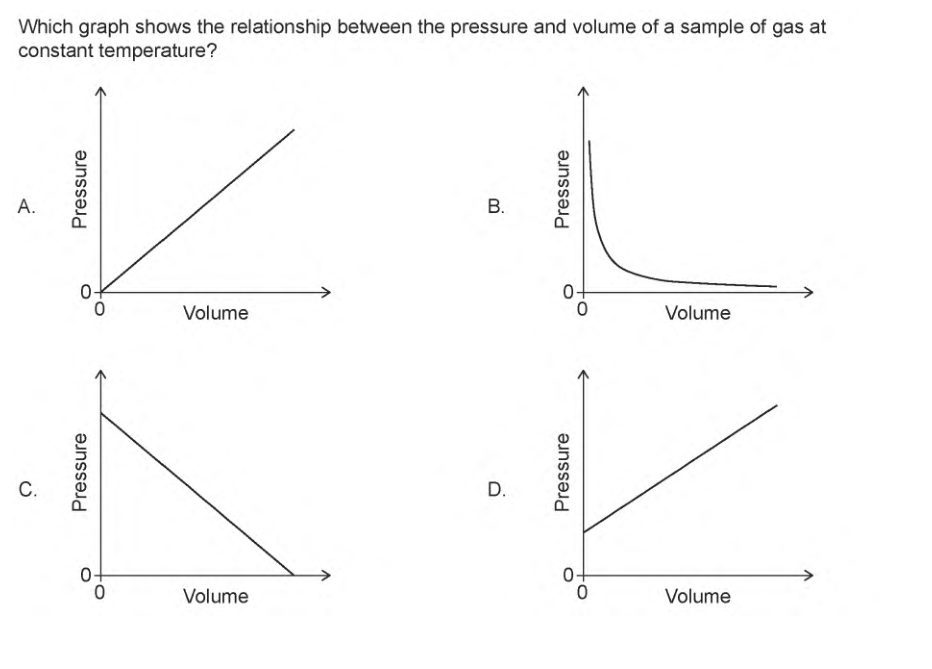 Which graph shows the relationship between the pressure and volume of a sample of gas at
constant temperature?
A.
Pressure
0
0
Volume
B.
Pressure
0
0
Volume
C.
Pressure
0
0
Volume
D.
Pressure
0
0
Volume